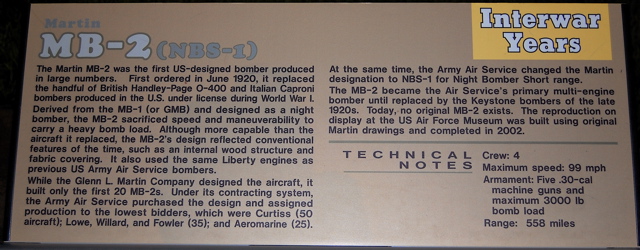 Martin
MB-2 (NBS-1)
The Martin MB-2 was the first US-designed bomber produced
in large numbers. First ordered in June 1920, it replaced
the handful of British Handley-Page O-400 and Italian Caproni
bombers produced in the U.S. under license during World War I.
Derived from the MB-1 (or GMB) and designed as a night
bomber, the MB-2 sacrificed speed and maneuverability to
carry a heavy bomb load. Although more capable than the
aircraft it replaced, the MB-2's design reflected conventional
features of the time, such as an internal wood structure and
fabric covering. It also used the same Liberty engines as
previous US Army Air Service bombers.
While the Glenn L. Martin Company designed the aircraft, it
built only the first 20 MB-2s. Under its contracting system,
the Army Air Service purchased the design and assigned
production to the lowest bidders, which were Curtiss (50
aircraft); Lowe, Willard, and Fowler (35); and Aeromarine (25).
Interwar
Years
At the same time, the Army Air Service changed the Martin
designation to NBS-1 for Night Bomber Short range.
The MB-2 became the Air Service's primary multi-engine
bomber until replaced by the Keystone bombers of the late
1920s. Today, no original MB-2 exists. The reproduction on
display at the US Air Force Museum was built using original
Martin drawings and completed in 2002.
TECHNICAL
NOTES
Crew: 4
Maximum speed: 99 mph
Armament: Five .30-cal
machine guns and
maximum 3000 lb
bomb load
Range: 558 miles